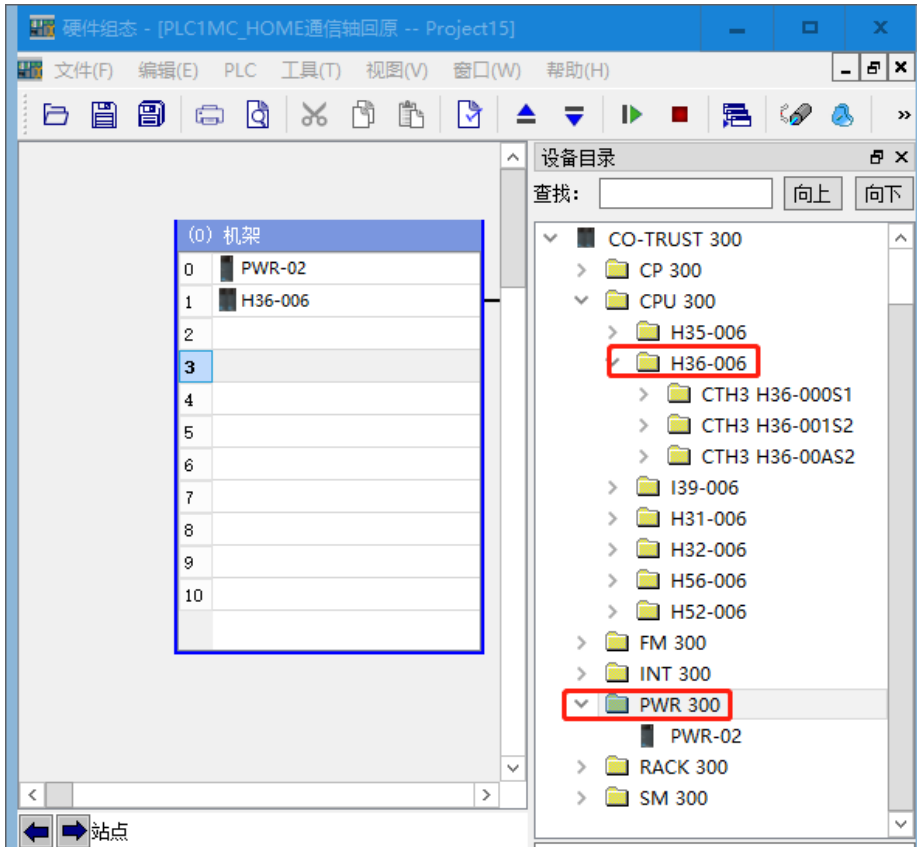 硬件组态 - [PLC1MC_HOME通信轴回原 -- Project15]
文件(F) 编辑(E) PLC 工具(T) 视图(V) 窗口(W) 帮助(H)
设备目录
查找: 向上 向下
(0) 机架
0 PWR-02
1 H36-006
2
3
4
5
6
7
8
9
10
CO-TRUST 300
CP 300
CPU 300
H35-006
H36-006
CTH3 H36-000S1
CTH3 H36-001S2
CTH3 H36-00AS2
I39-006
H31-006
H32-006
H56-006
H52-006
FM 300
INT 300
PWR 300
PWR-02
RACK 300
SM 300
站点